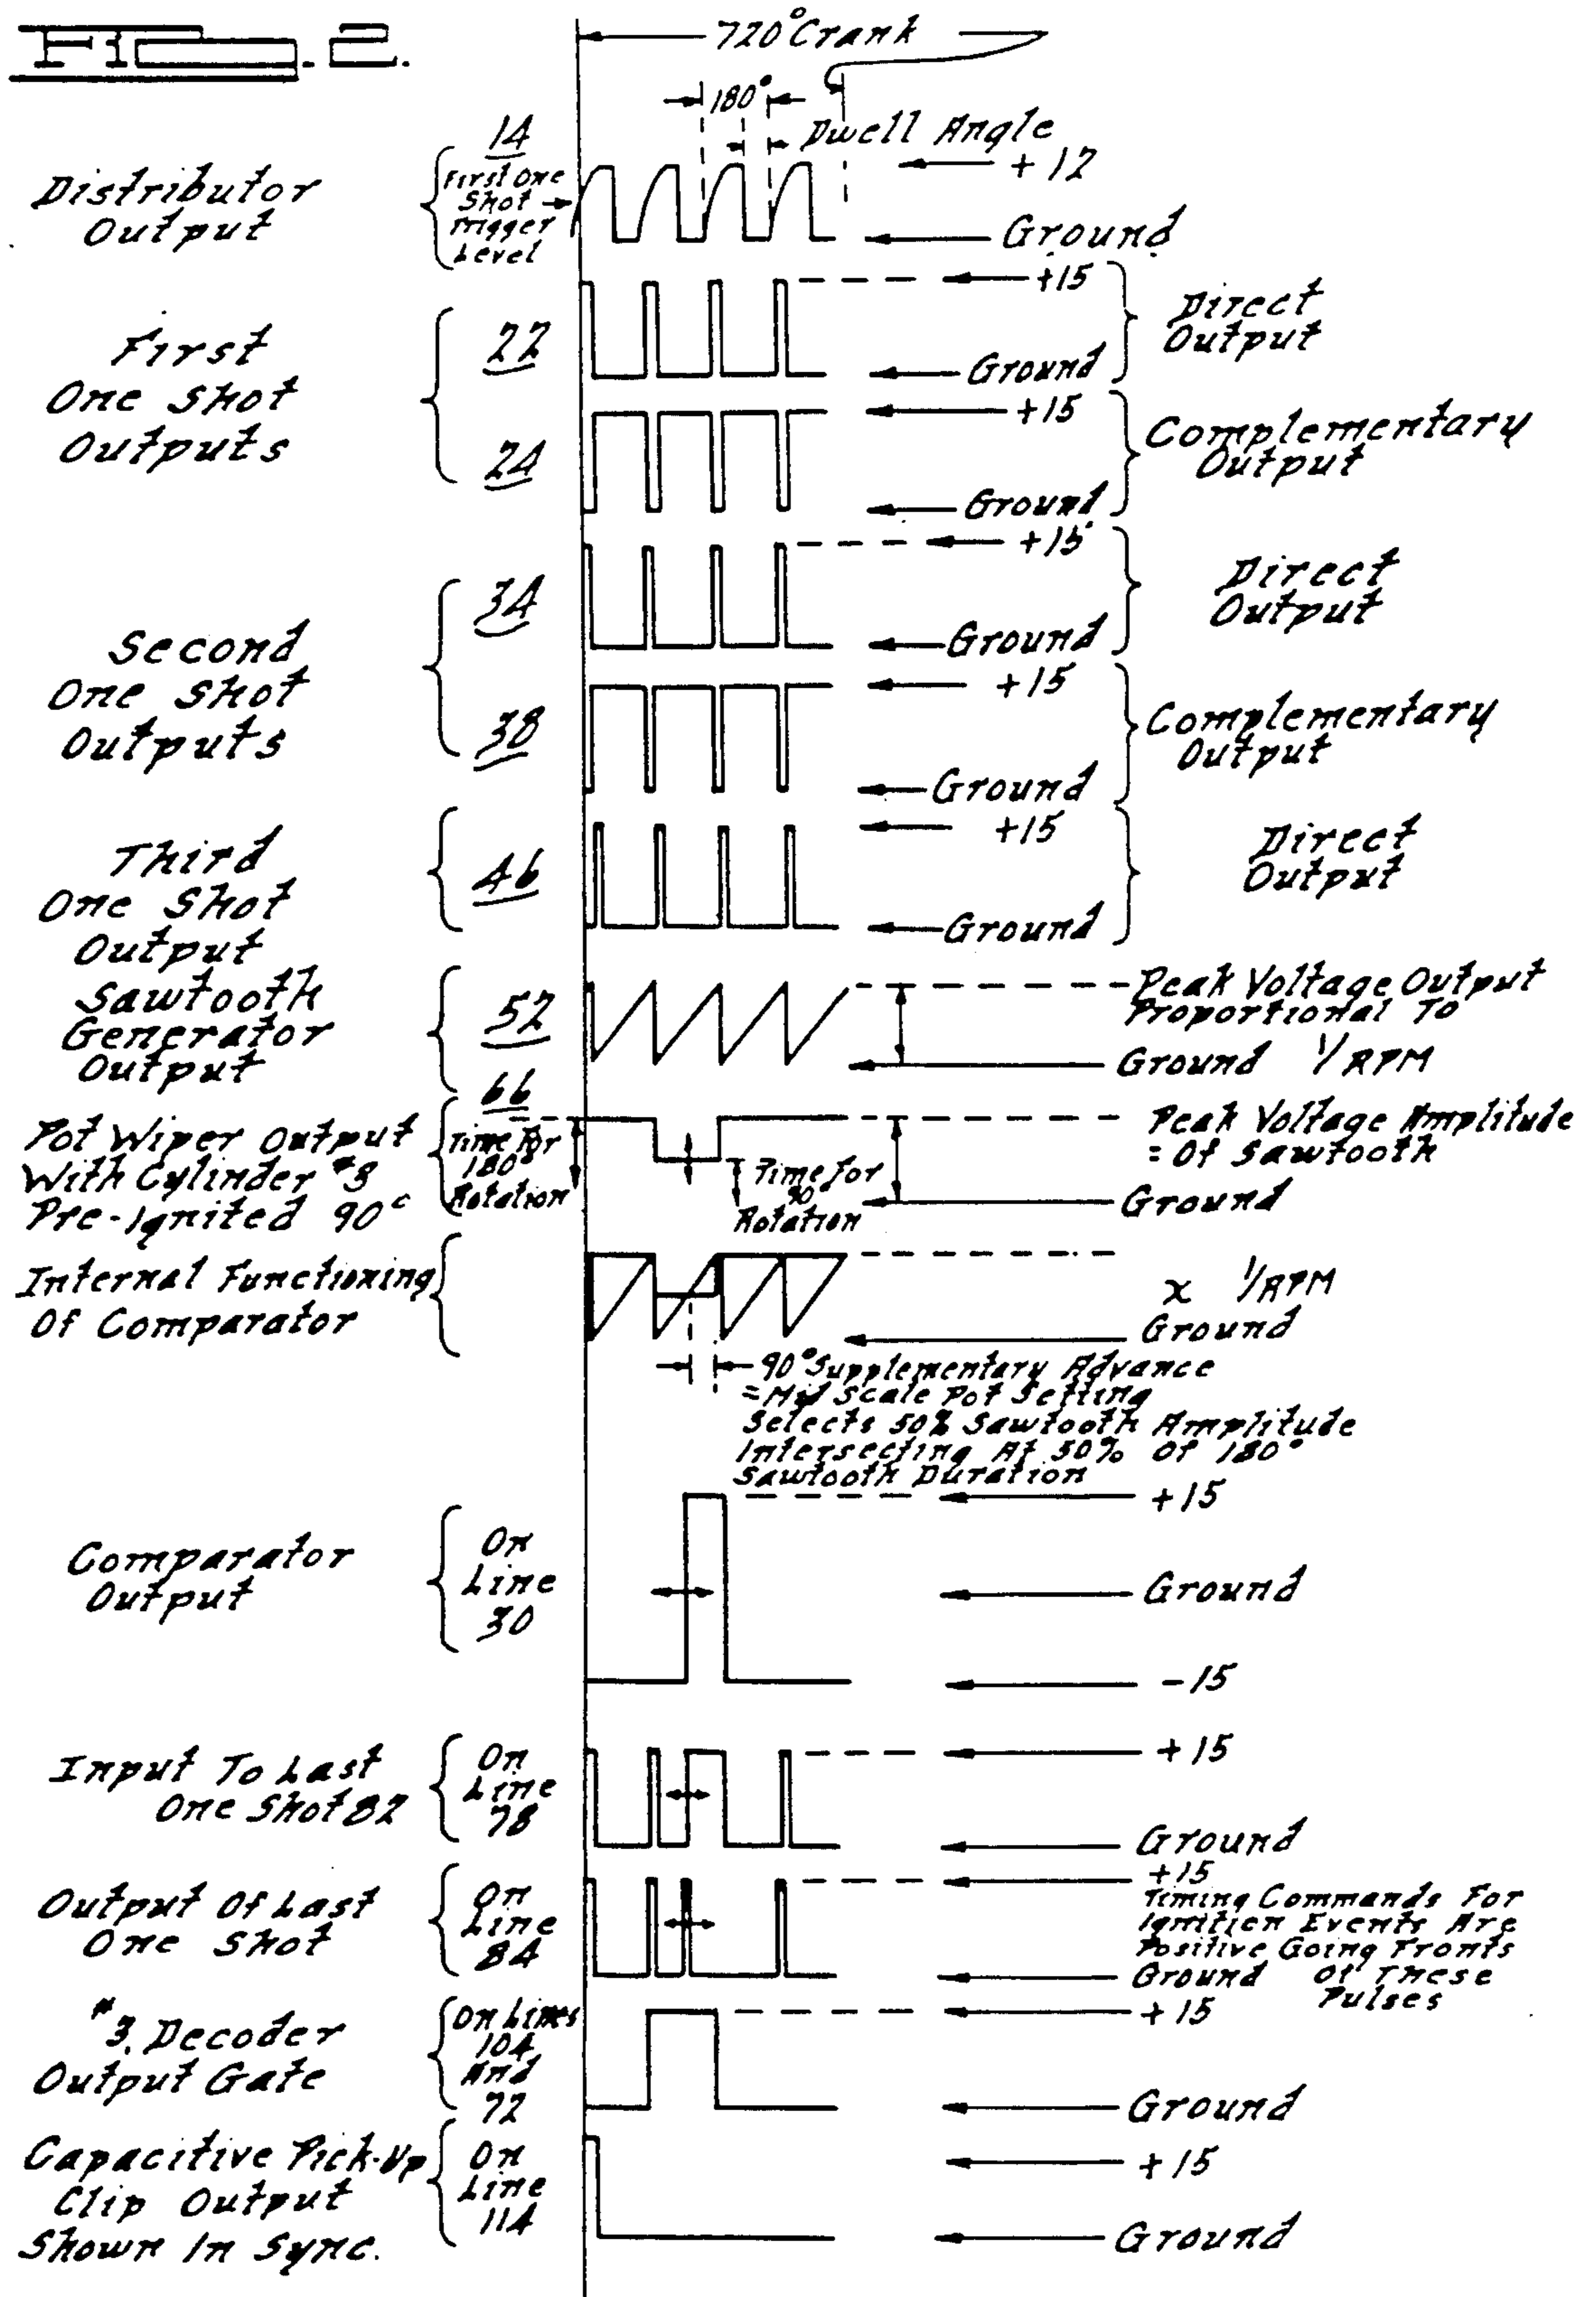 FIG. 2.
720° Crank
180°
Dwell Angle
Distributor
Output
14
First One
Shot
Trigger
Level
+12
Ground
First
One Shot
Outputs
22
+15
Ground
Direct
Output
24
+15
Ground
Complementary
Output
Second
One Shot
Outputs
34
+15
Ground
Direct
Output
38
+15
Ground
Complementary
Output
Third
One Shot
Output
46
+15
Ground
Direct
Output
Sawtooth
Generator
Output
52
Peak Voltage Output
Proportional To
Ground 1/RPM
Pot Wiper Output
With Cylinder #3
Pre-Ignited 90°
66
Time For
180°
Rotation
Time For
90°
Rotation
Peak Voltage Amplitude
= Of Sawtooth
Ground
Internal Functioning
Of Comparator
∝ 1/RPM
Ground
90° Supplementary Advance
= Mid Scale Pot Setting
Selects 50% Sawtooth Amplitude
Intersecting At 50% Of 180°
Sawtooth Duration
Comparator
Output
On
Line
30
+15
Ground
-15
Input To Last
One Shot 82
On
Line
78
+15
Ground
Output Of Last
One Shot
On
Line
84
+15
Timing Commands For
Ignition Events Are
Positive Going Fronts
Ground Of These
Pulses
#3. Decoder
Output Gate
On Lines
104
And
72
+15
Ground
Capacitive Pick-Up
Clip Output
Shown In Sync.
On
Line
114
+15
Ground